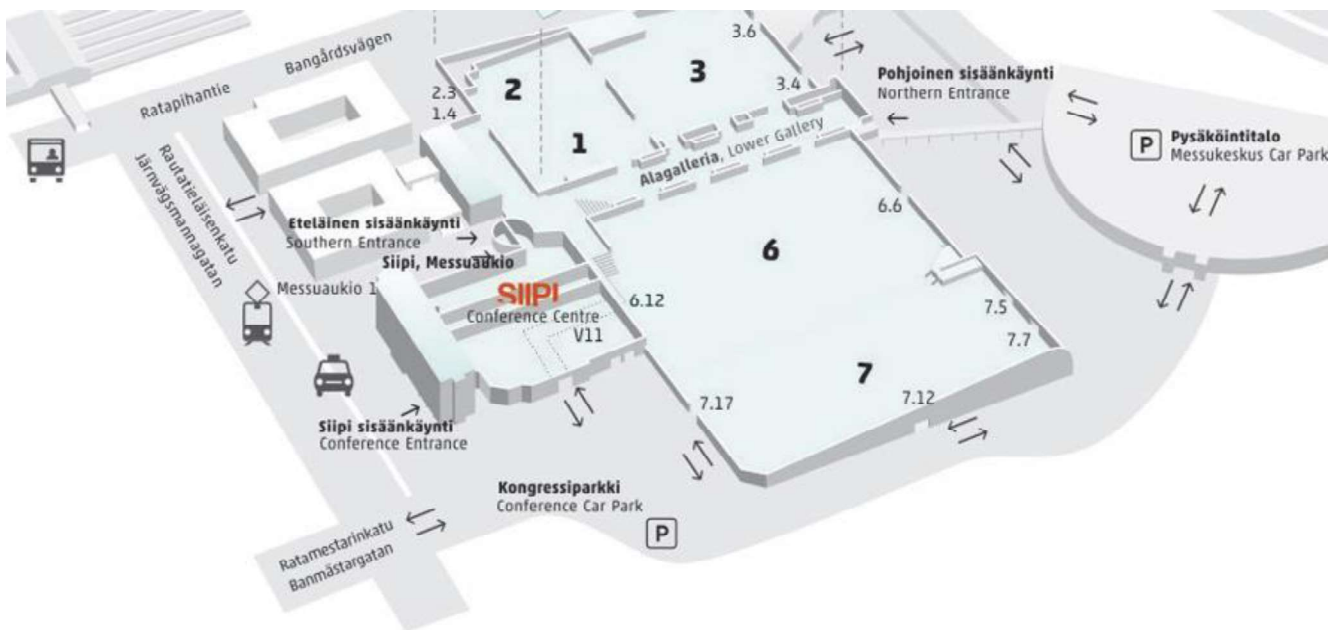 Bangårdsvägen
Ratapihantie
Rautatieläisenkatu
Järnvägsmannagatan
2
3
1
3.6
3.4
2.3
1.4
Alagalleria, Lower Gallery
Pohjoinen sisäänkäynti
Northern Entrance
P
Pysäköintitalo
Messukeskus Car Park
Eteläinen sisäänkäynti
Southern Entrance
Siipi, Messuaukio
Messuaukio 1
SIIPI
Conference Centre
V11
6.12
6
6.6
7.5
7.7
7
7.12
7.17
Siipi sisäänkäynti
Conference Entrance
Kongressiparkki
Conference Car Park
P
Ratamestarinkatu
Banmästargatan